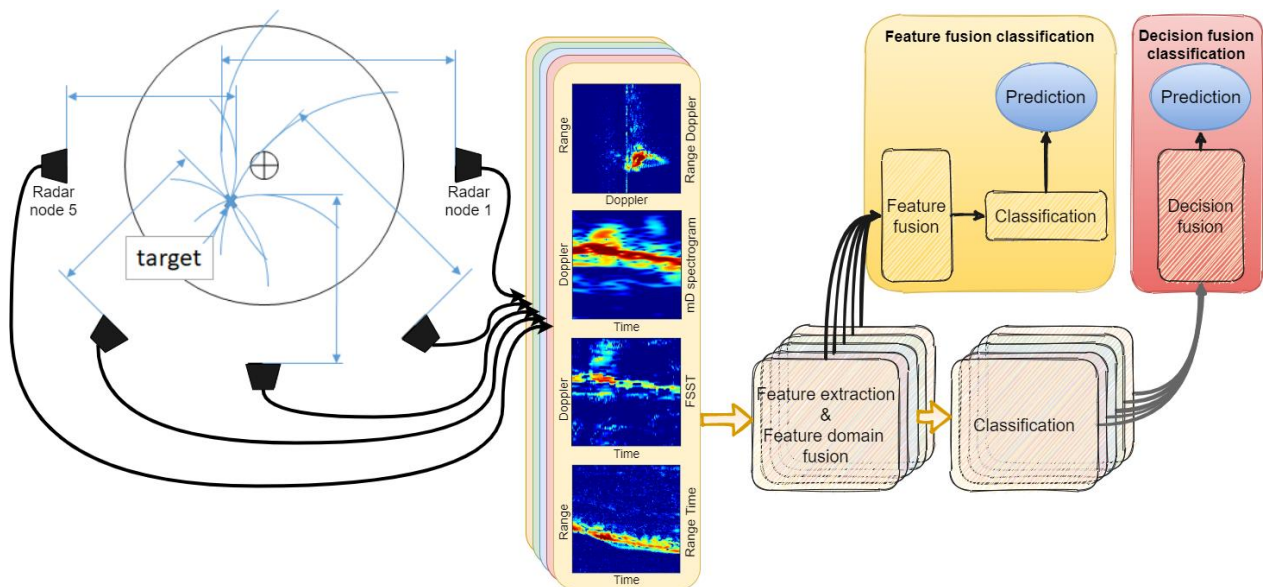 Radar
node 5
target
Radar
node 1
Range
Range Doppler
Doppler
Doppler
mD spectrogram
Time
Doppler
FSST
Time
Range
Range Time
Time
Feature extraction
&
Feature domain
fusion
Classification
Feature fusion classification
Prediction
Feature
fusion
Classification
Decision fusion
classification
Prediction
Decision
fusion